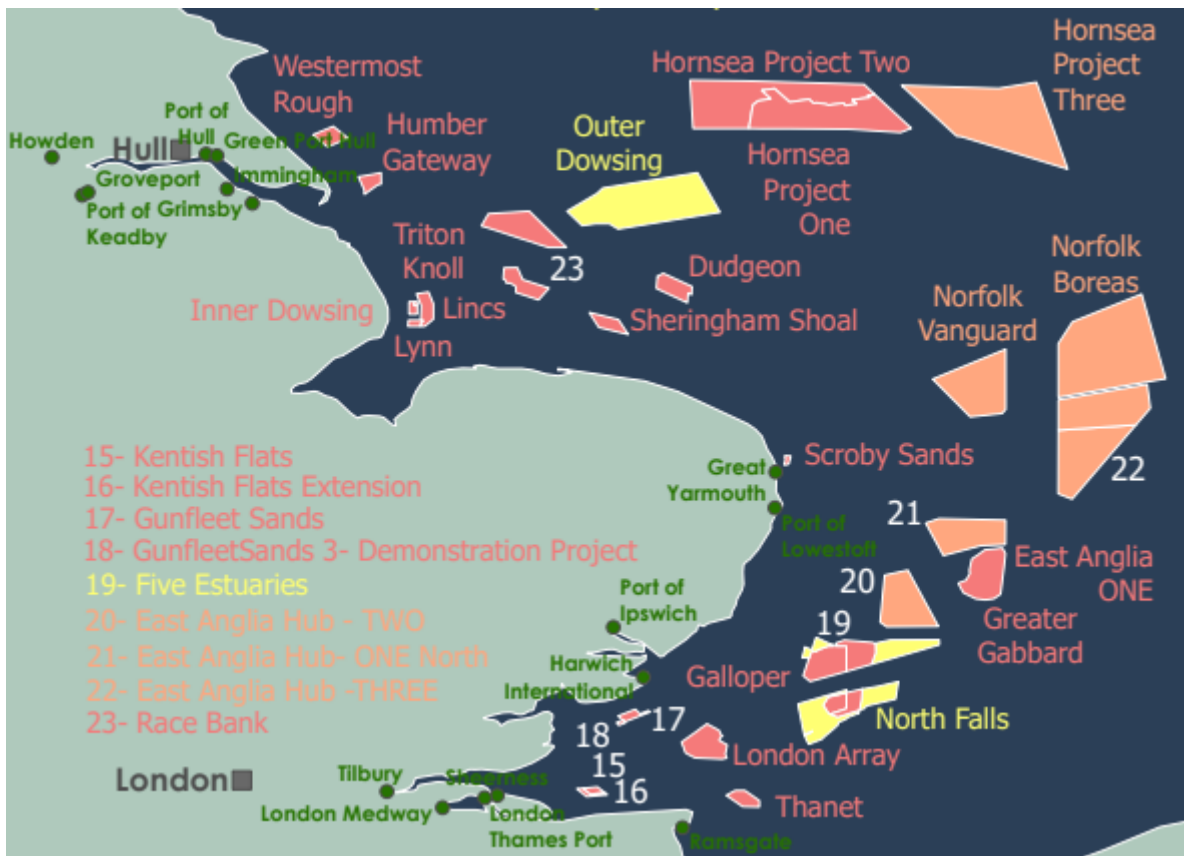 Hornsea
Project
Three
Hornsea Project Two
Westermost
Rough
Port of
Hull
Green Port Hull
Howden
Hull
Humber
Gateway
Outer
Dowsing
Hornsea
Project
One
Immingham
Groveport
Port of
Keadby
Grimsby
Triton
Knoll
23
Dudgeon
Norfolk
Boreas
Norfolk
Vanguard
Inner Dowsing
Lincs
Sheringham Shoal
Lynn
15- Kentish Flats
16- Kentish Flats Extension
17- Gunfleet Sands
18- GunfleetSands 3- Demonstration Project
19- Five Estuaries
20- East Anglia Hub - TWO
21- East Anglia Hub- ONE North
22- East Anglia Hub -THREE
23- Race Bank
Great
Yarmouth
Scroby Sands
22
Port of
Lowestoft
21
East Anglia
ONE
20
Port of
Ipswich
19
Greater
Gabbard
Harwich
International
Galloper
North Falls
17
18
London Array
15
16
London
Tilbury
Sheerness
London Medway
London
Thames Port
Thanet
Ramsgate